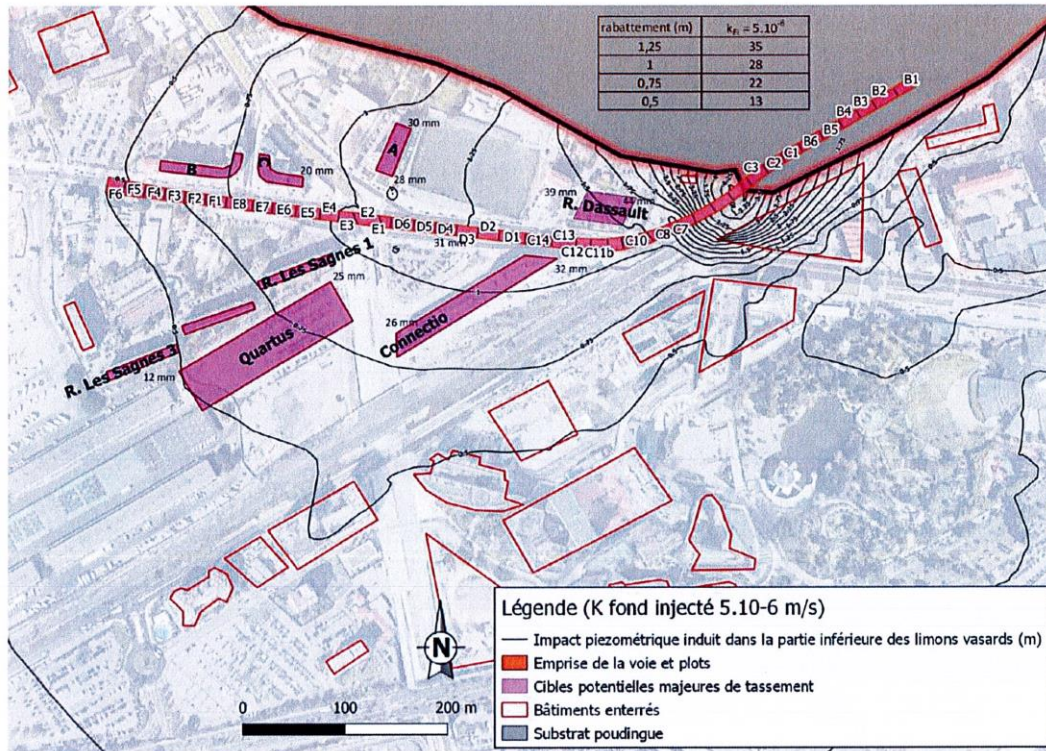 rabattement (m) kFi = 5.10-6
1,25 35
1 28
0,75 22
0,5 13
B1
B2
B3
B4
B5
B6
C1
C2
C3
30 mm
A
B
20 mm
28 mm
39 mm
44 mm
R. Dassault
F6 F5 F4 F3 F2 F1 E8 E7 E6 E5 E4 E3 E2 E1 D6 D5 D4 D3 D2 D1 C14 C13 C12 C11b C10 C8 C7
31 mm
32 mm
R. Les Sagnes 1
25 mm
Quartus
26 mm
Connectio
R. Les Sagnes 3
12 mm
N
0 100 200 m
Légende (K fond injecté 5.10-6 m/s)
Impact piezométrique induit dans la partie inférieure des limons vasards (m)
Emprise de la voie et plots
Cibles potentielles majeures de tassement
Bâtiments enterrés
Substrat poudingue